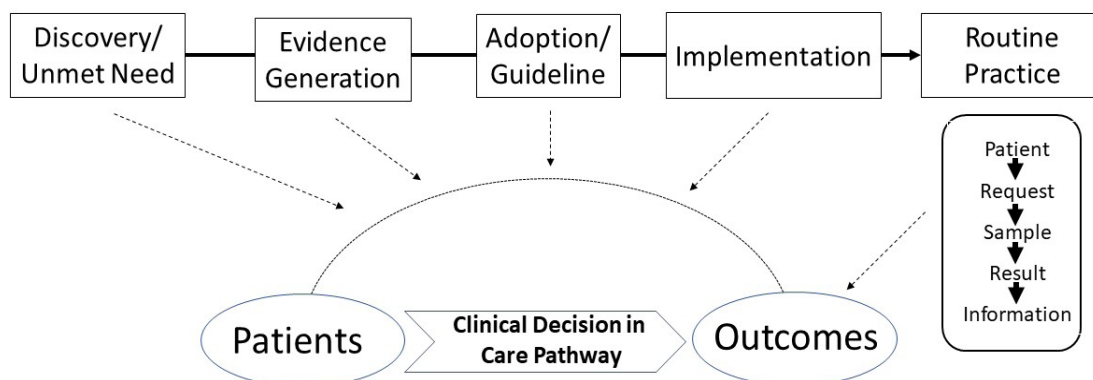 Discovery/
Unmet Need
Evidence
Generation
Adoption/
Guideline
Implementation
Routine
Practice
Patient
Request
Sample
Result
Information
Patients
Clinical Decision in
Care Pathway
Outcomes